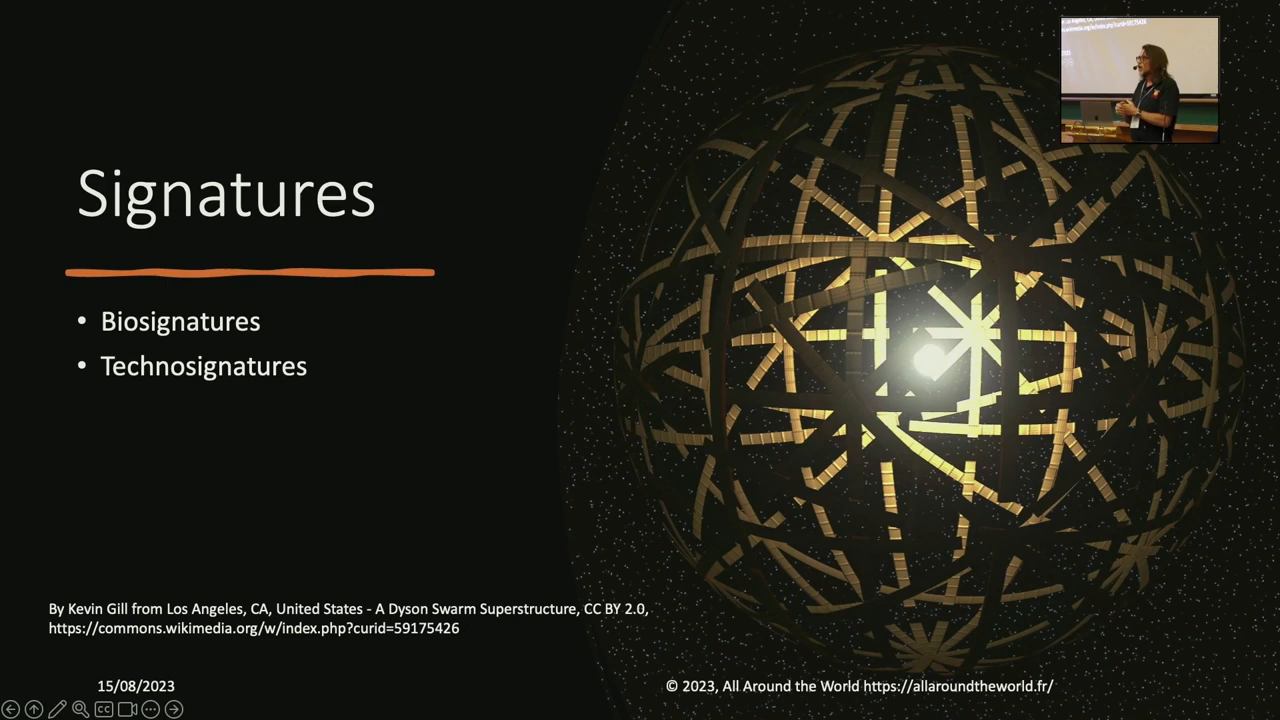 Signatures
• Biosignatures
• Technosignatures
By Kevin Gill from Los Angeles, CA, United States - A Dyson Swarm Superstructure, CC BY 2.0,
https://commons.wikimedia.org/w/index.php?curid=59175426
15/08/2023
© 2023, All Around the World https://allaroundtheworld.fr/